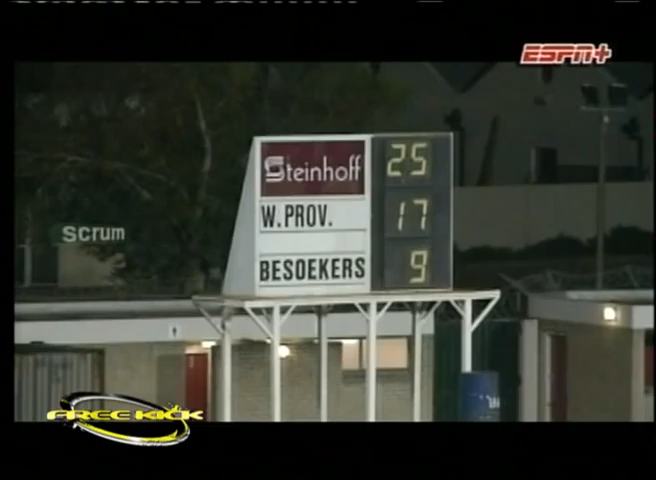 ESPN+
Steinhoff
25
W.PROV.
17
Scrum
BESOEKERS
9
FREE KICK